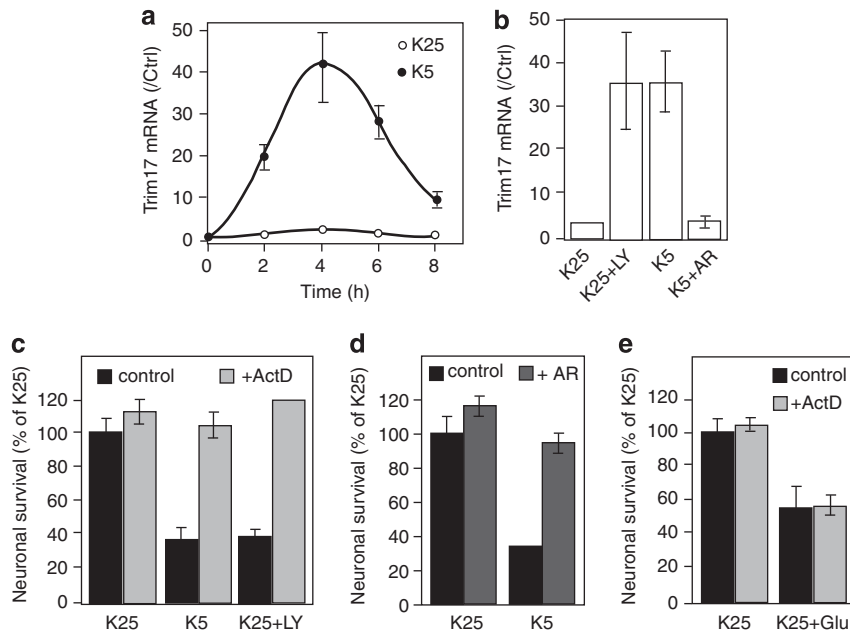 a
Trim17 mRNA (/Ctrl)
50
40
30
20
10
0
K25
K5
0 2 4 6 8
Time (h)
b
Trim17 mRNA (/Ctrl)
50
40
30
20
10
0
K25
K25+LY
K5
K5+AR
c
Neuronal survival (% of K25)
control
+ActD
120
100
80
60
40
120
0
K25 K5 K25+LY
d
Neuronal survival (% of K25)
control
+ AR
120
100
80
60
40
20
0
K25 K5
e
Neuronal survival (% of K25)
control
+ActD
120
100
80
60
40
20
0
K25 K25+Glu